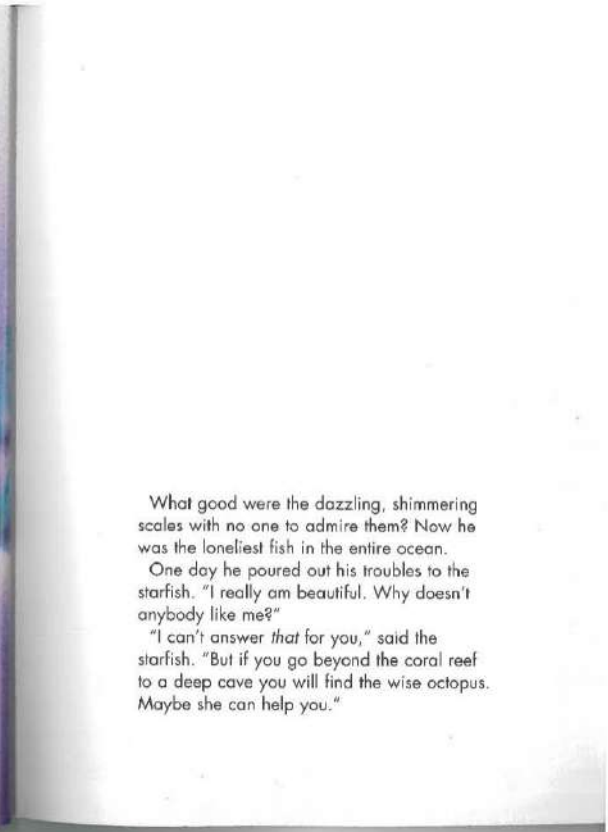 What good were the dazzling, shimmering
scales with no one to admire them? Now he
was the loneliest fish in the entire ocean.
One day he poured out his troubles to the
starfish. "I really am beautiful. Why doesn't
anybody like me?"
"I can't answer that for you," said the
starfish. "But if you go beyond the coral reef
to a deep cave you will find the wise octopus.
Maybe she can help you."